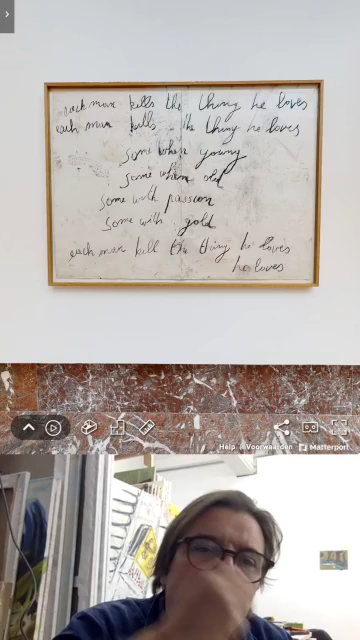 each man kills the thing he loves
each man kills the thing he loves
some when young
some when old
some with passion
some with gold
each man kill the thing he loves
he loves
Help Voorwaarden Matterport